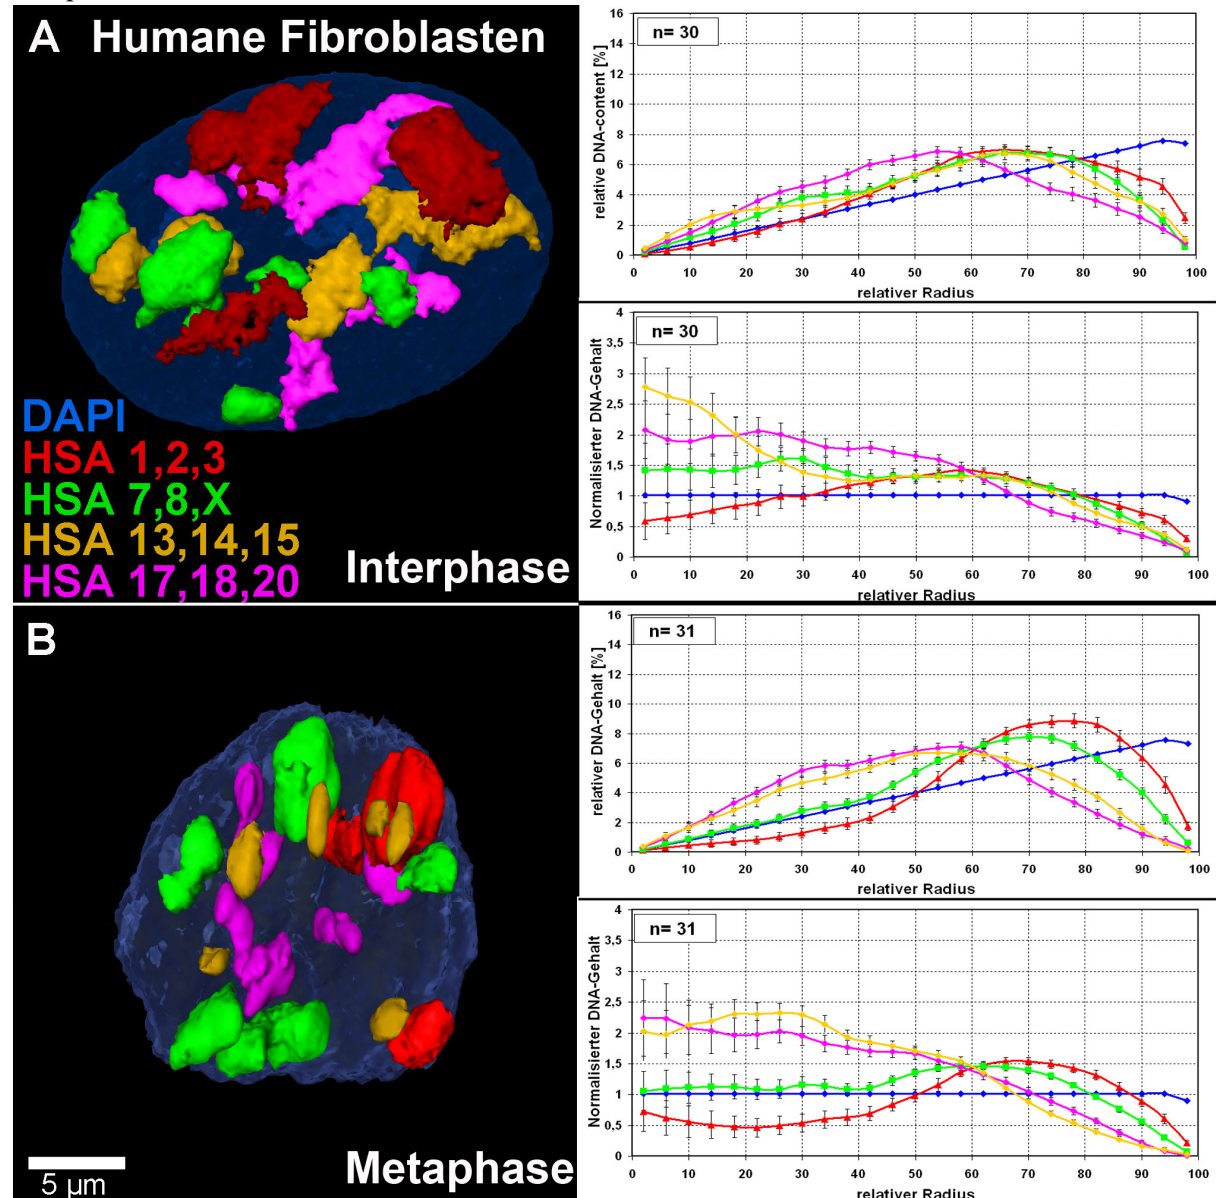 A Humane Fibroblasten
DAPI
HSA 1,2,3
HSA 7,8,X
HSA 13,14,15
HSA 17,18,20
Interphase
n= 30
relative DNA-content [%]
16
14
12
10
8
6
4
2
0
0 10 20 30 40 50 60 70 80 90 100
relativer Radius
n= 30
Normalisierter DNA-Gehalt
4
3,5
3
2,5
2
1,5
1
0,5
0
0 10 20 30 40 50 60 70 80 90 100
relativer Radius
B
5 µm
Metaphase
n= 31
relativer DNA-Gehalt [%]
16
14
12
10
8
6
4
2
0
0 10 20 30 40 50 60 70 80 90 100
relativer Radius
n= 31
Normalisierter DNA-Gehalt
4
3,5
3
2,5
2
1,5
1
0,5
0
0 10 20 30 40 50 60 70 80 90 100
relativer Radius